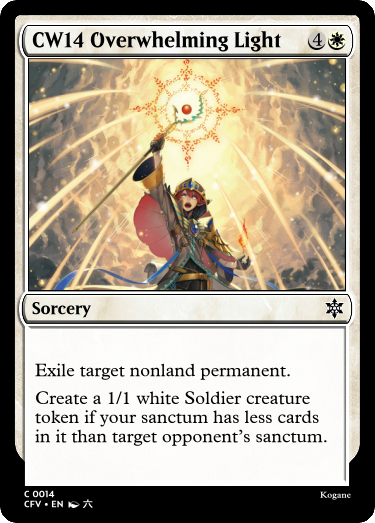 CW14 Overwhelming Light 4
Sorcery
Exile target nonland permanent.
Create a 1/1 white Soldier creature
token if your sanctum has less cards
in it than target opponent's sanctum.
C 0014
CFV • EN 六
Kogane